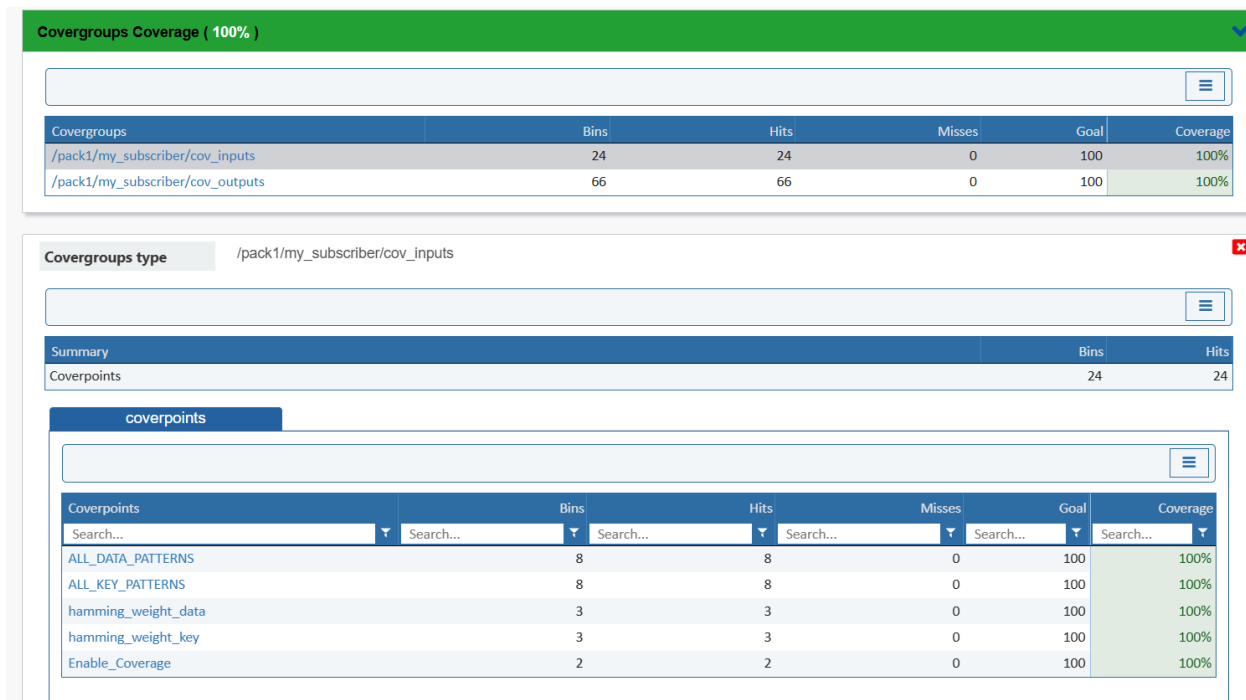 Covergroups Coverage ( 100% )
Covergroups Bins Hits Misses Goal Coverage
/pack1/my_subscriber/cov_inputs 24 24 0 100 100%
/pack1/my_subscriber/cov_outputs 66 66 0 100 100%
Covergroups type /pack1/my_subscriber/cov_inputs
Summary Bins Hits
Coverpoints 24 24
coverpoints
Coverpoints Bins Hits Misses Goal Coverage
Search... Search... Search... Search... Search... Search...
ALL_DATA_PATTERNS 8 8 0 100 100%
ALL_KEY_PATTERNS 8 8 0 100 100%
hamming_weight_data 3 3 0 100 100%
hamming_weight_key 3 3 0 100 100%
Enable_Coverage 2 2 0 100 100%